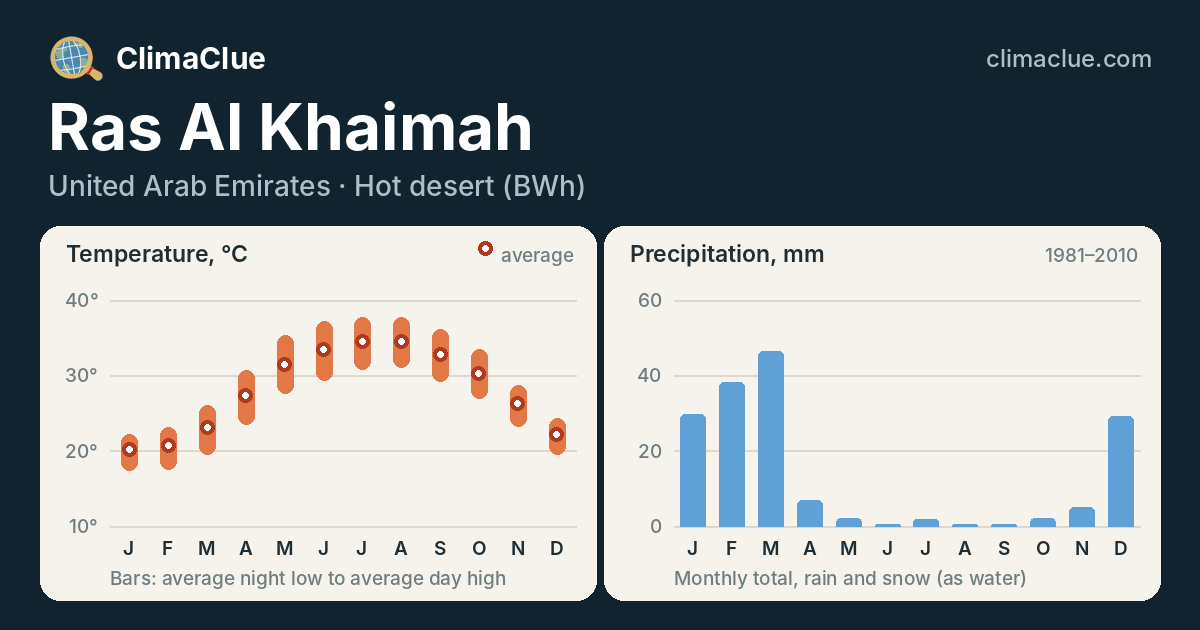 ClimaClue
climaclue.com
Ras Al Khaimah
United Arab Emirates · Hot desert (BWh)
Temperature, °C
average
40°
30°
20°
10°
J F M A M J J A S O N D
Bars: average night low to average day high
Precipitation, mm
1981–2010
60
40
20
0
J F M A M J J A S O N D
Monthly total, rain and snow (as water)